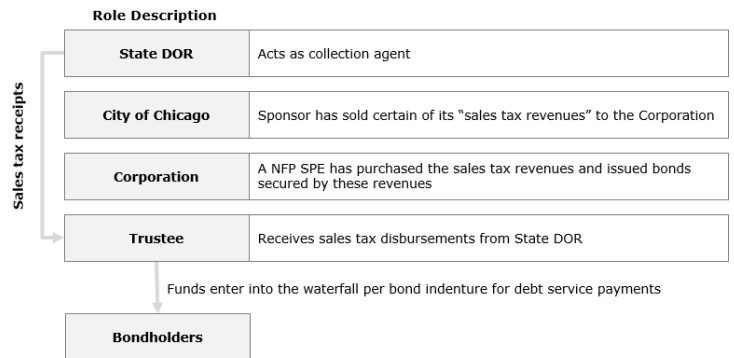 Role Description
State DOR
Acts as collection agent
City of Chicago
Sponsor has sold certain of its “sales tax revenues” to the Corporation
Corporation
A NFP SPE has purchased the sales tax revenues and issued bonds
secured by these revenues
Trustee
Receives sales tax disbursements from State DOR
Sales tax receipts
Funds enter into the waterfall per bond indenture for debt service payments
Bondholders